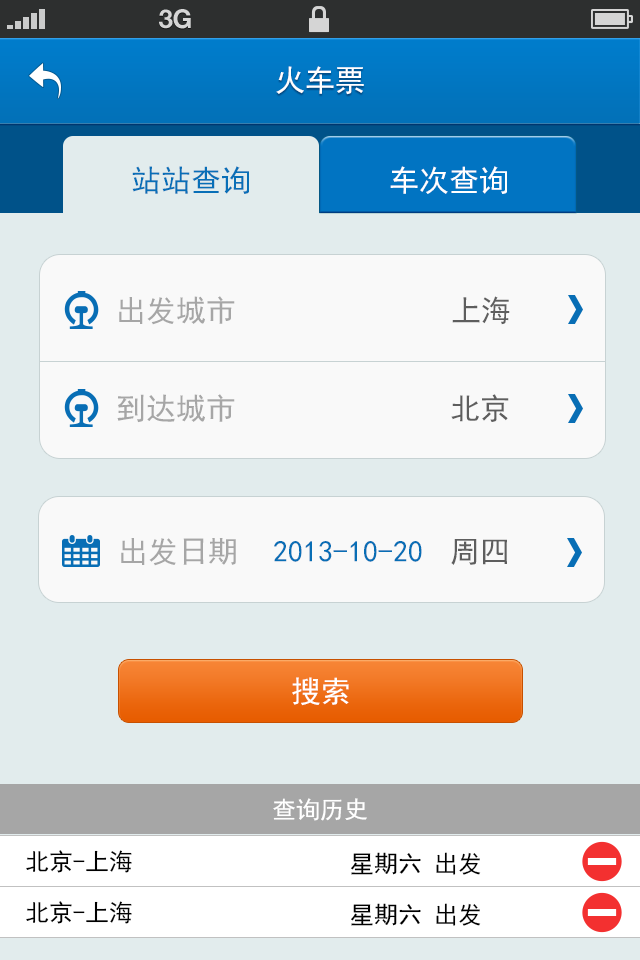 3G
火车票
站站查询 车次查询
出发城市 上海
到达城市 北京
出发日期 2013-10-20 周四
搜索
查询历史
北京-上海 星期六 出发
北京-上海 星期六 出发